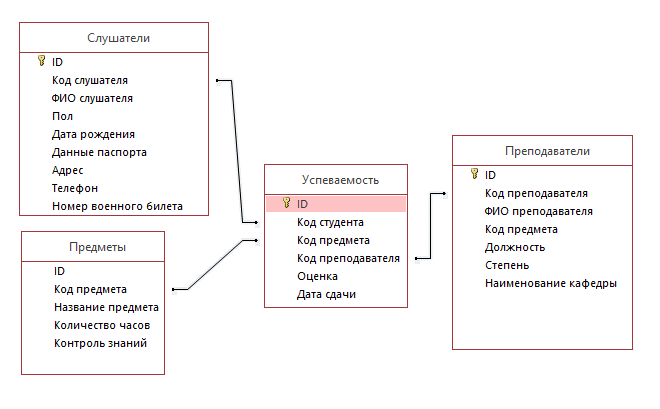 Слушатели
ID
Код слушателя
ФИО слушателя
Пол
Дата рождения
Данные паспорта
Адрес
Телефон
Номер военного билета
Предметы
ID
Код предмета
Название предмета
Количество часов
Контроль знаний
Успеваемость
ID
Код студента
Код предмета
Код преподавателя
Оценка
Дата сдачи
Преподаватели
ID
Код преподавателя
ФИО преподавателя
Код предмета
Должность
Степень
Наименование кафедры